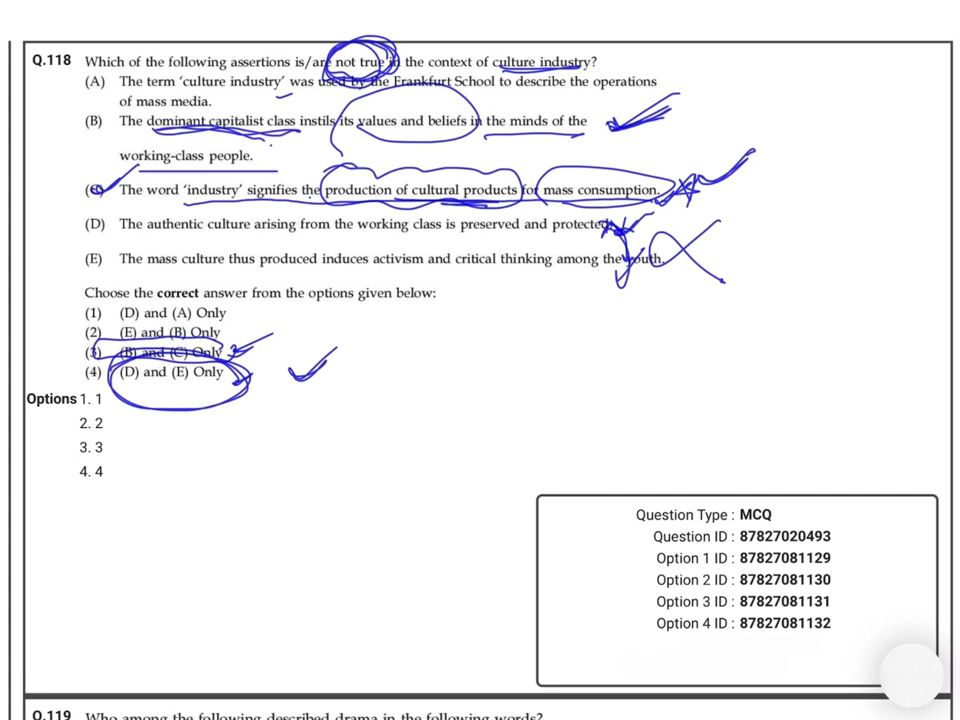 Q.118 Which of the following assertions is/are not true in the context of culture industry?
(A) The term 'culture industry' was used by the Frankfurt School to describe the operations
of mass media.
(B) The dominant capitalist class instils its values and beliefs in the minds of the
working-class people.
(C) The word 'industry' signifies the production of cultural products for mass consumption.
(D) The authentic culture arising from the working class is preserved and protected.
(E) The mass culture thus produced induces activism and critical thinking among the youth.
Choose the correct answer from the options given below:
(1) (D) and (A) Only
(2) (E) and (B) Only
(3) (B) and (C) Only
(4) (D) and (E) Only
Options 1. 1
2. 2
3. 3
4. 4
Question Type : MCQ
Question ID : 87827020493
Option 1 ID : 87827081129
Option 2 ID : 87827081130
Option 3 ID : 87827081131
Option 4 ID : 87827081132
Q.119 Who among the following described drama in the following words?